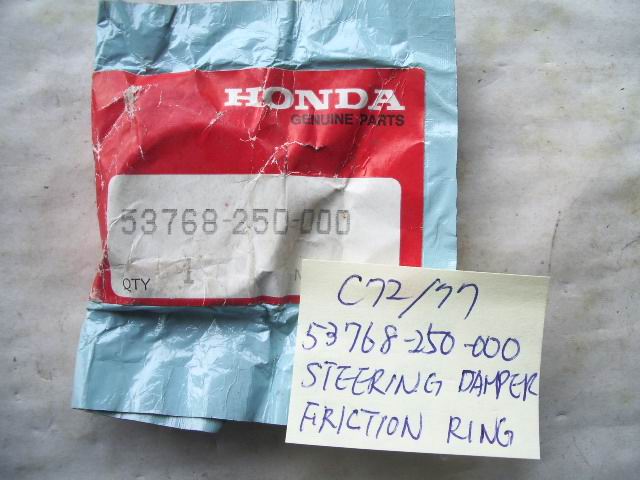 HONDA
GENUINE PARTS
53768-250-000
QTY 1 N
C72/77
53768-250-000
STEERING DAMPER
FRICTION RING